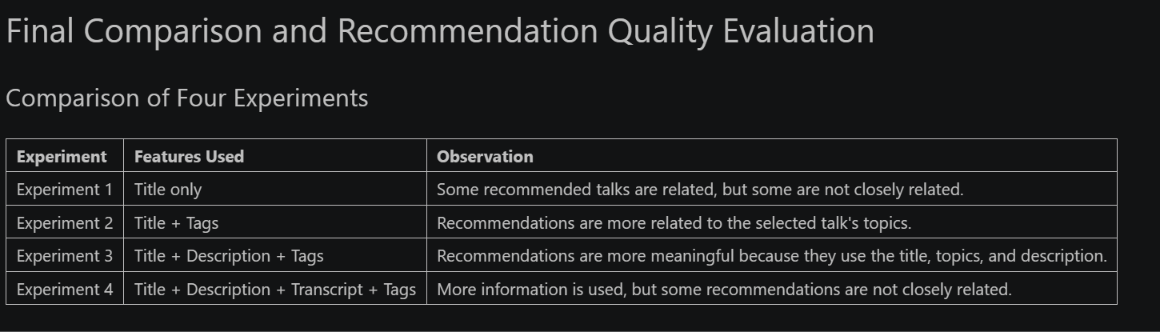 Final Comparison and Recommendation Quality Evaluation
Comparison of Four Experiments
Experiment Features Used Observation
Experiment 1 Title only Some recommended talks are related, but some are not closely related.
Experiment 2 Title + Tags Recommendations are more related to the selected talk's topics.
Experiment 3 Title + Description + Tags Recommendations are more meaningful because they use the title, topics, and description.
Experiment 4 Title + Description + Transcript + Tags More information is used, but some recommendations are not closely related.